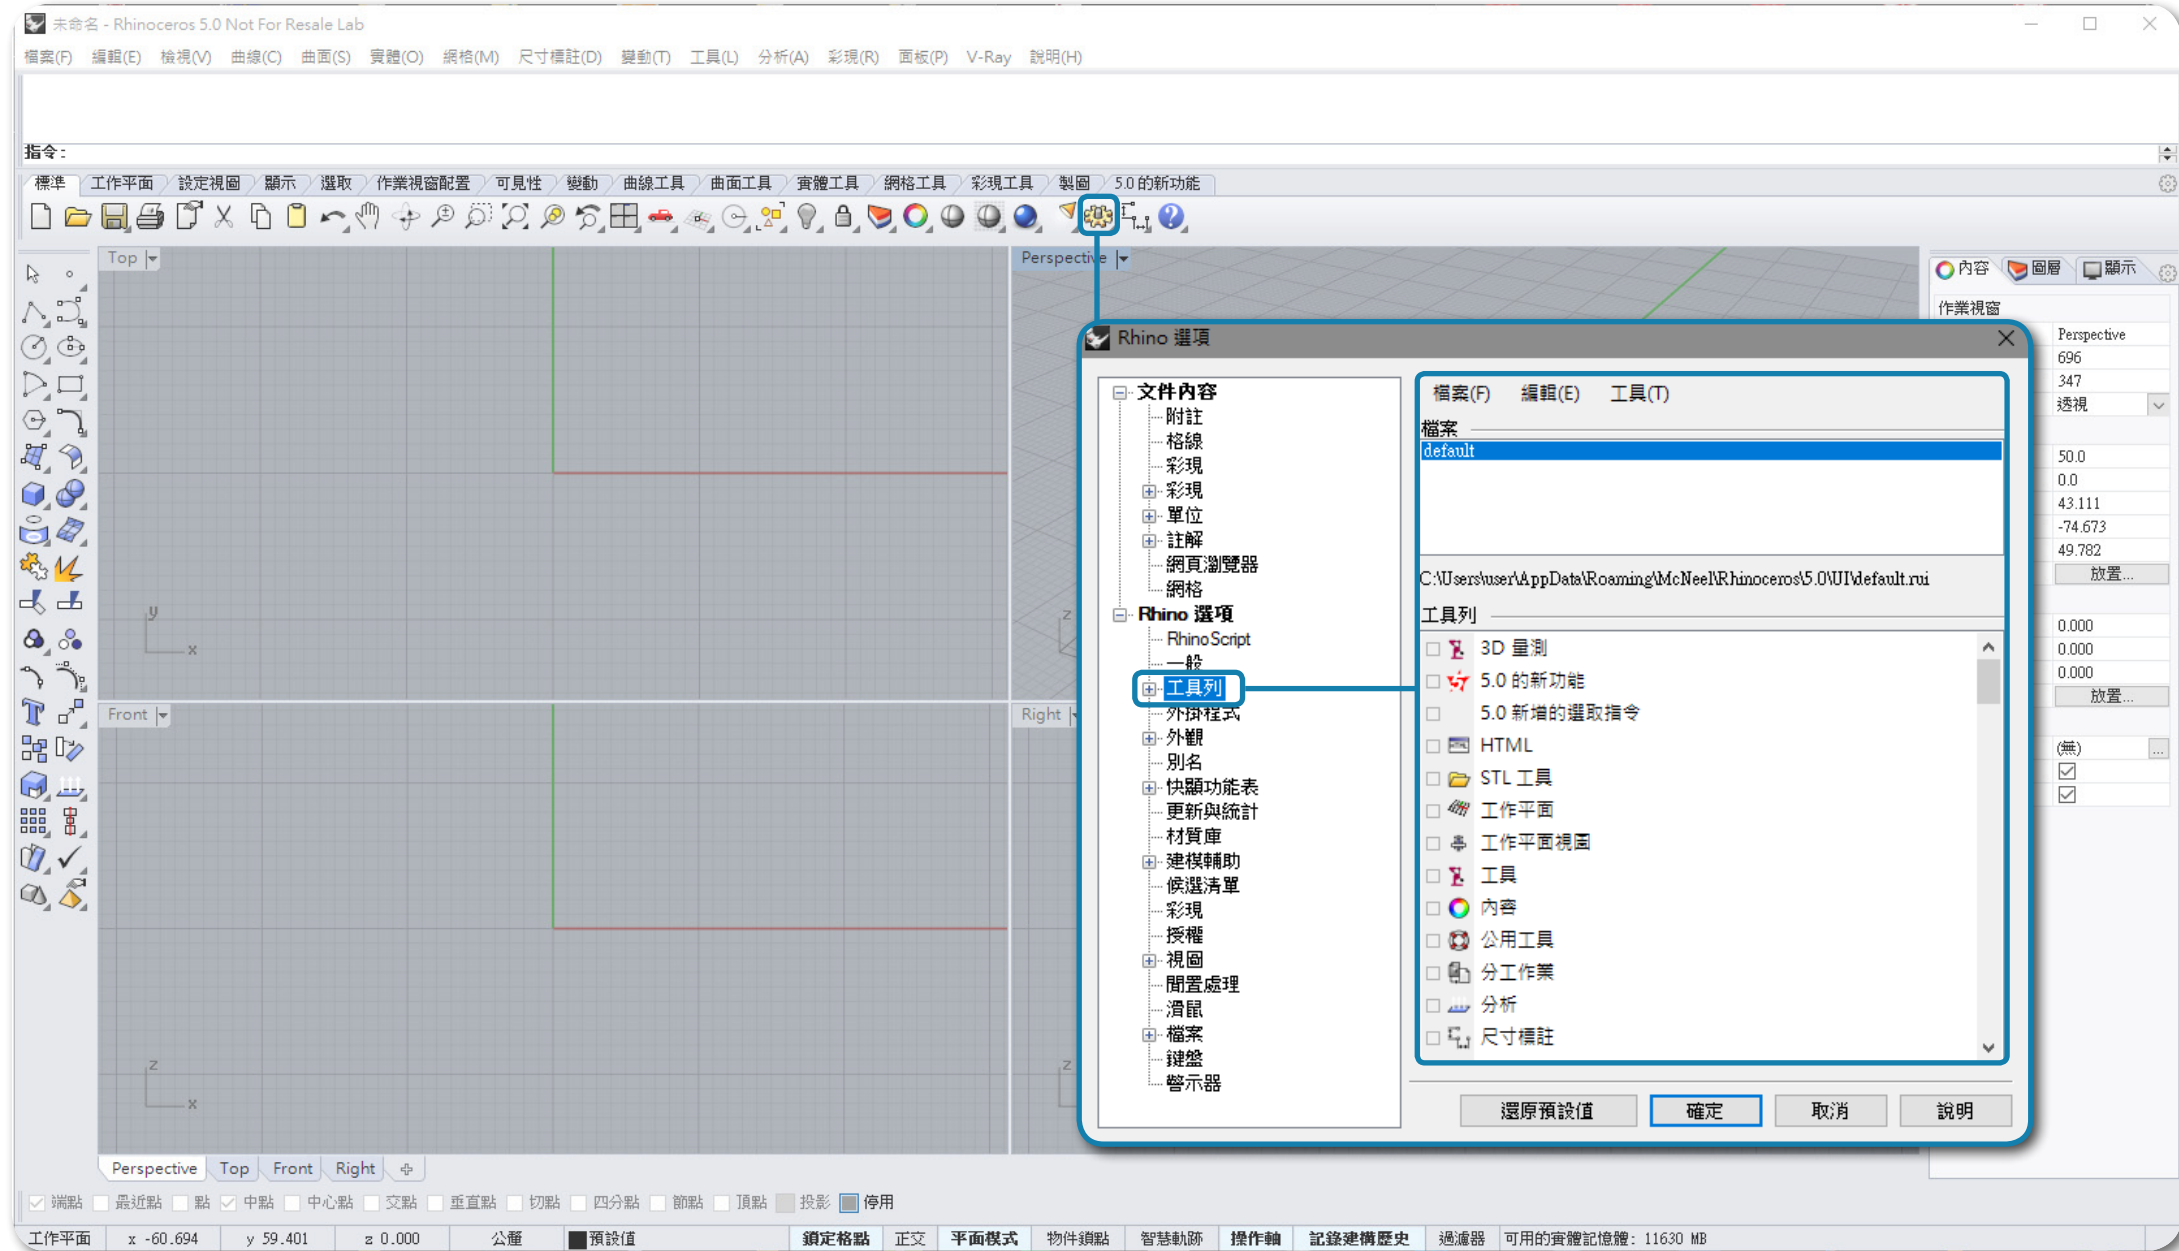 未命名 - Rhinoceros 5.0 Not For Resale Lab
檔案(F) 編輯(E) 檢視(V) 曲線(C) 曲面(S) 實體(O) 網格(M) 尺寸標註(D) 變動(T) 工具(L) 分析(A) 彩現(R) 面板(P) V-Ray 說明(H)
指令:
標準 工作平面 設定視圖 顯示 選取 作業視窗配置 可見性 變動 曲線工具 曲面工具 實體工具 網格工具 彩現工具 製圖 5.0 的新功能
Top
y
x
Perspective
z
Front
z
x
Right
z
Rhino 選項
文件內容
附註
格線
彩現
彩現
單位
註解
網頁瀏覽器
網格
Rhino 選項
RhinoScript
一般
工具列
外掛程式
外觀
別名
快顯功能表
更新與統計
材質庫
建模輔助
候選清單
彩現
授權
視圖
閒置處理
滑鼠
檔案
鍵盤
警示器
檔案(F) 編輯(E) 工具(T)
檔案
default
C:\Users\user\AppData\Roaming\McNeel\Rhinoceros\5.0\UI\default.rui
工具列
3D 量測
5.0 的新功能
5.0 新增的選取指令
HTML
STL 工具
工作平面
工作平面視圖
工具
內容
公用工具
分工作業
分析
尺寸標註
還原預設值 確定 取消 說明
內容 圖層 顯示
作業視窗
Perspective
696
347
透視
50.0
0.0
43.111
-74.673
49.782
放置...
0.000
0.000
0.000
放置...
(無) ...
Perspective Top Front Right
端點 最近點 點 中點 中心點 交點 垂直點 切點 四分點 節點 頂點 投影 停用
工作平面 x -60.694 y 59.401 z 0.000 公釐 預設值 鎖定格點 正交 平面模式 物件鎖點 智慧軌跡 操作軸 記錄建構歷史 過濾器 可用的實體記憶體: 11630 MB